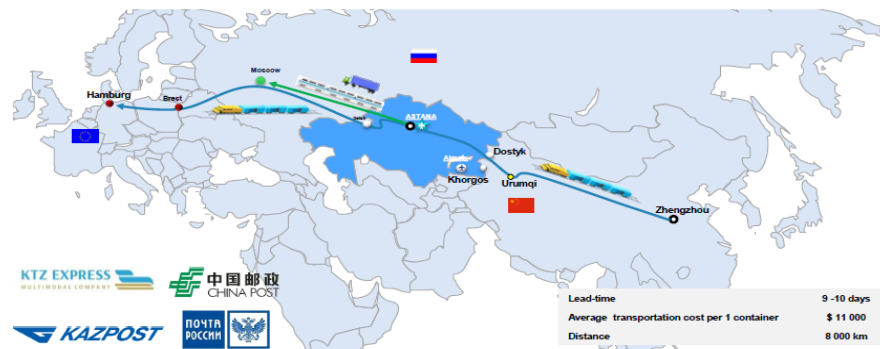 Moscow
Hamburg
Brest
ASTANA
Dostyk
Khorgos
Urumqi
Zhengzhou
KTZ EXPRESS
MULTIMODAL COMPANY
中国邮政
CHINA POST
KAZPOST
ПОЧТА
РОССИИ
Lead-time 9 -10 days
Average transportation cost per 1 container $ 11 000
Distance 8 000 km